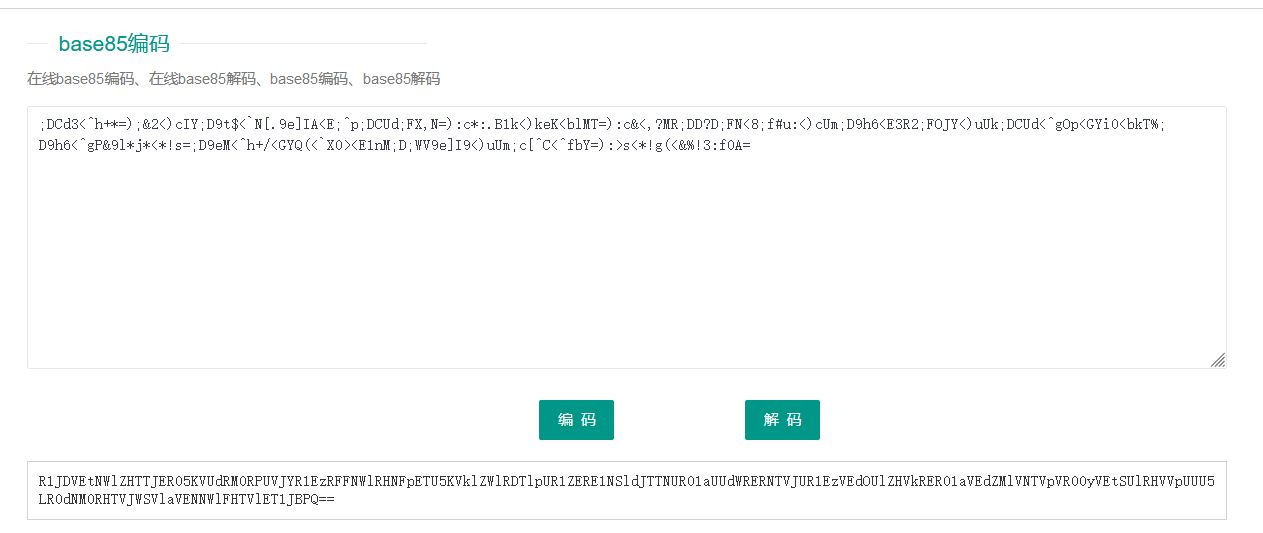 base85编码
在线base85编码、在线base85解码、base85编码、base85解码
;DCd3<^h+*=);&2<)cIY;D9t$<`N[.9e]IA<E;^p;DCUd;FX,N=):c*:.B1k<)keK<blMT=):c&<,?MR;DD?D;FN<8;f#u:<)cUm;D9h6<E3R2;FOJY<)uUk;DCUd<^gOp<GYiO<bkT%;
D9h6<^gP&9l*j*<*!s=;D9eM<^h+/<GYQ(<`X0><E1nM;D;WV9e]I9<)uUm;c[^C<^fbY=):>s<*!g(<&%!3:f0A=
编 码
解 码
R1JDVEtNWlZHTTJERO5KVUdRM0RPUVJYR1EzRFFNWlRHNFpETU5KVklZWlRDTlpUR1ZERE1NSldJTTNURO1aUUdWRERNTVJUR1EzVEdOUlZHVkRERO1aVEdZMlVNTVpVRO0yVEtSUlRHVVpUUU5
LR0dNM0RHTVJWSVlaVENNWlFHTVlET1JBPQ==